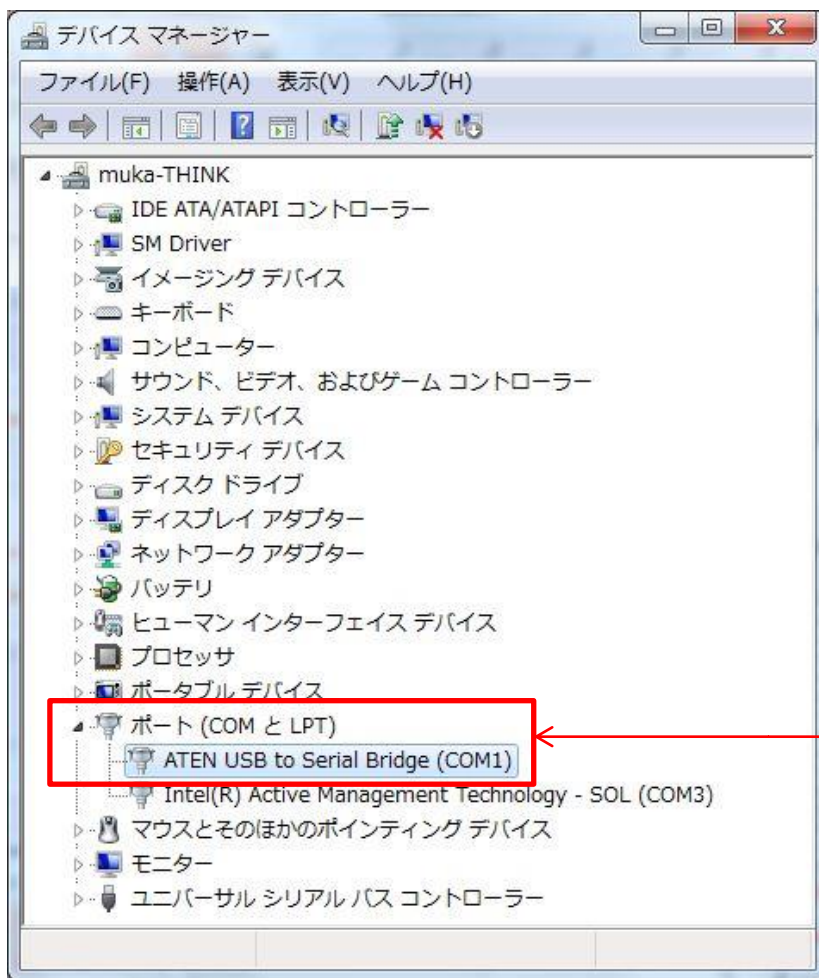 デバイス マネージャー
ファイル(F) 操作(A) 表示(V) ヘルプ(H)
muka-THINK
IDE ATA/ATAPI コントローラー
SM Driver
イメージング デバイス
キーボード
コンピューター
サウンド、ビデオ、およびゲーム コントローラー
システム デバイス
セキュリティ デバイス
ディスク ドライブ
ディスプレイ アダプター
ネットワーク アダプター
バッテリ
ヒューマン インターフェイス デバイス
プロセッサ
ポータブル デバイス
ポート (COM と LPT)
ATEN USB to Serial Bridge (COM1)
Intel(R) Active Management Technology - SOL (COM3)
マウスとそのほかのポインティング デバイス
モニター
ユニバーサル シリアル バス コントローラー